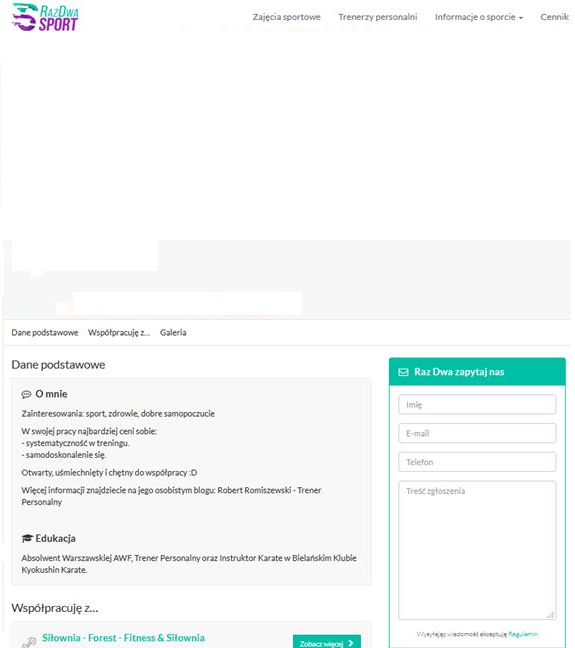 RAZDWA
SPORT
Zajęcia sportowe Trenerzy personalni Informacje o sporcie Cennik
Dane podstawowe Współpracuję z... Galeria
Dane podstawowe
O mnie
Zainteresowania: sport, zdrowie, dobre samopoczucie
W swojej pracy najbardziej ceni sobie:
- systematyczność w treningu.
- samodoskonalenie się.
Otwarty, uśmiechnięty i chętny do współpracy :D
Więcej informacji znajdziecie na jego osobistym blogu: Robert Romiszewski - Trener
Personalny
Edukacja
Absolwent Warszawskiej AWF, Trener Personalny oraz Instruktor Karate w Bielańskim Klubie
Kyokushin Karate.
Współpracuję z...
Siłownia - Forest - Fitness & Siłownia
Zobacz więcej
Raz Dwa zapytaj nas
Imię
E-mail
Telefon
Treść zgłoszenia
Wysyłając wiadomość akceptuję Regulamin